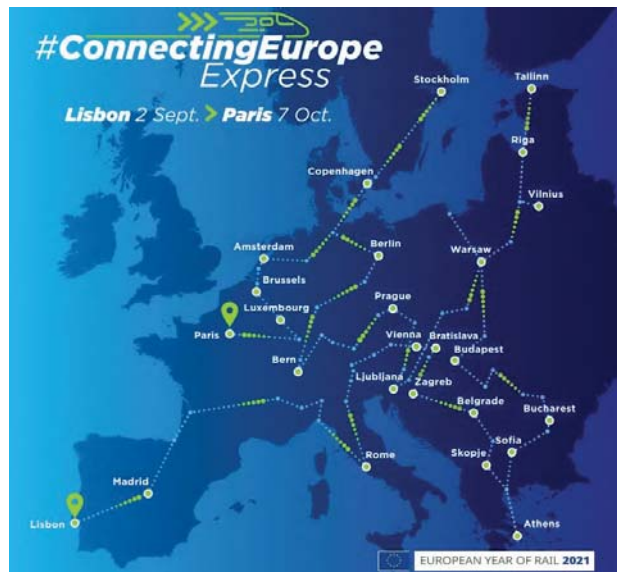 #ConnectingEurope
Express
Lisbon 2 Sept. > Paris 7 Oct.
Stockholm
Tallinn
Riga
Copenhagen
Vilnius
Amsterdam
Berlin
Warsaw
Brussels
Luxembourg
Prague
Paris
Vienna
Bratislava
Budapest
Bern
Ljubljana
Zagreb
Belgrade
Bucharest
Sofia
Skopje
Rome
Madrid
Lisbon
Athens
EUROPEAN YEAR OF RAIL 2021